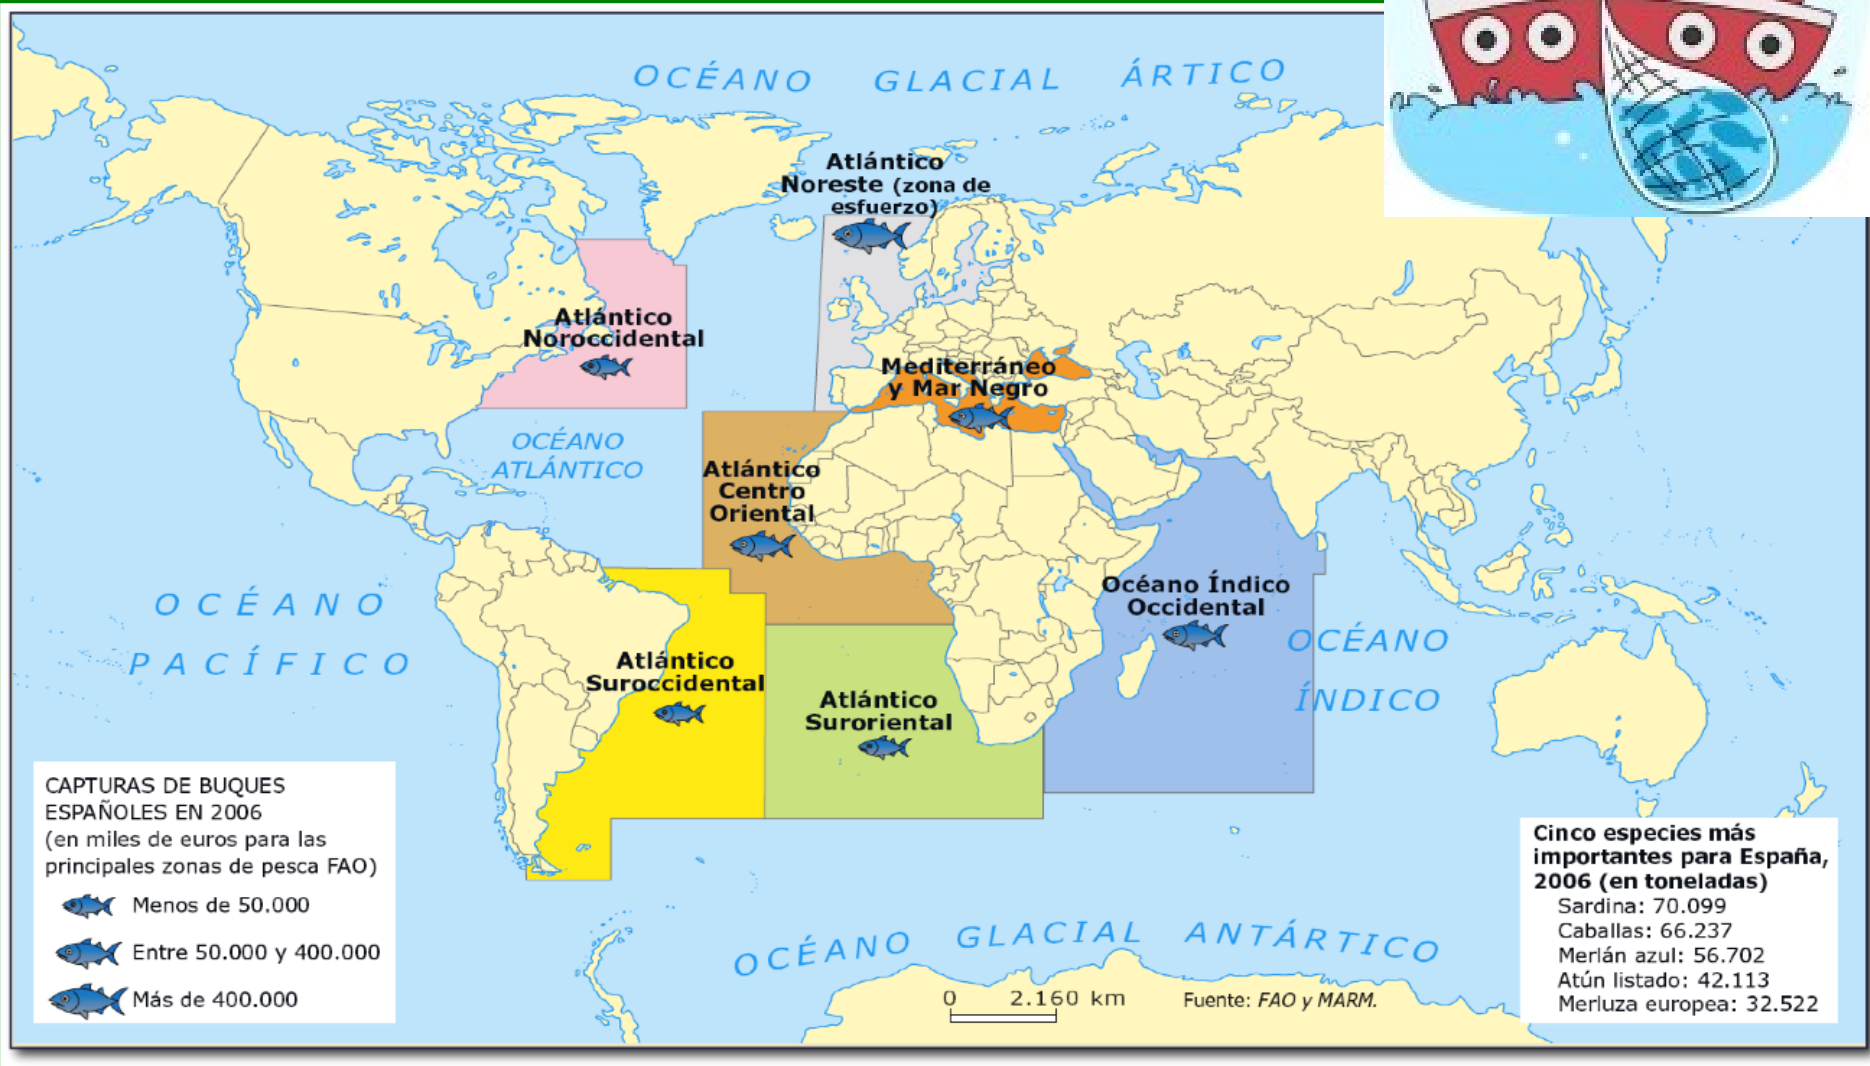 OCÉANO GLACIAL ÁRTICO
Atlántico
Noreste (zona de
esfuerzo)
Atlántico
Noroccidental
Mediterráneo
y Mar Negro
OCÉANO
ATLÁNTICO
Atlántico
Centro
Oriental
Océano Índico
Occidental
OCÉANO
PACÍFICO
OCÉANO
ÍNDICO
Atlántico
Suroccidental
Atlántico
Suroriental
CAPTURAS DE BUQUES
ESPAÑOLES EN 2006
(en miles de euros para las
principales zonas de pesca FAO)
Menos de 50.000
Entre 50.000 y 400.000
Más de 400.000
OCÉANO GLACIAL ANTÁRTICO
0 2.160 km
Fuente: FAO y MARM.
Cinco especies más
importantes para España,
2006 (en toneladas)
Sardina: 70.099
Caballas: 66.237
Merlán azul: 56.702
Atún listado: 42.113
Merluza europea: 32.522